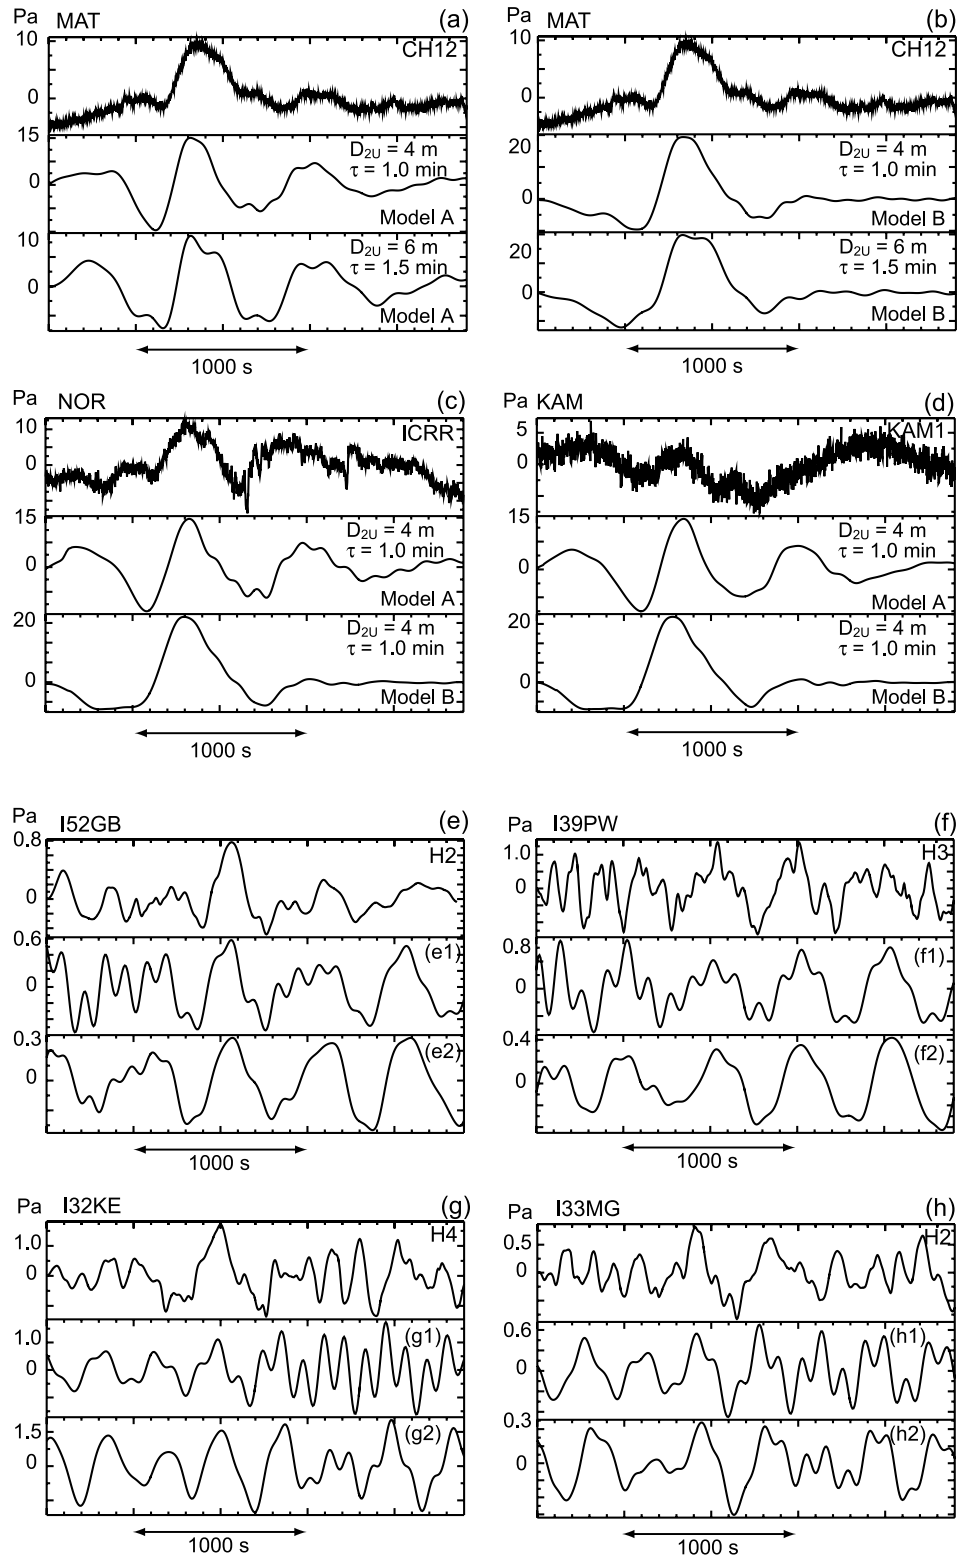 Pa MAT (a)
10
CH12
0
15
D2U = 4 m
τ = 1.0 min
0
Model A
10
D2U = 6 m
τ = 1.5 min
0
Model A
1000 s
MAT (b)
10
CH12
0
20
D2U = 4 m
τ = 1.0 min
0
Model B
20
D2U = 6 m
τ = 1.5 min
0
Model B
1000 s
Pa NOR (c)
10
ICRR
0
15
D2U = 4 m
τ = 1.0 min
0
Model A
20
D2U = 4 m
τ = 1.0 min
0
Model B
1000 s
Pa KAM (d)
5
KAM1
0
15
D2U = 4 m
τ = 1.0 min
0
Model A
20
D2U = 4 m
τ = 1.0 min
0
Model B
1000 s
Pa I52GB (e)
0.8
H2
0
0.6
(e1)
0
0.3
(e2)
0
1000 s
Pa I39PW (f)
1.0
H3
0
0.8
(f1)
0
0.4
(f2)
0
1000 s
Pa I32KE (g)
H4
1.0
0
1.0
(g1)
0
1.5
(g2)
0
1000 s
Pa I33MG (h)
H2
0.5
0
0.6
(h1)
0
0.3
(h2)
0
1000 s